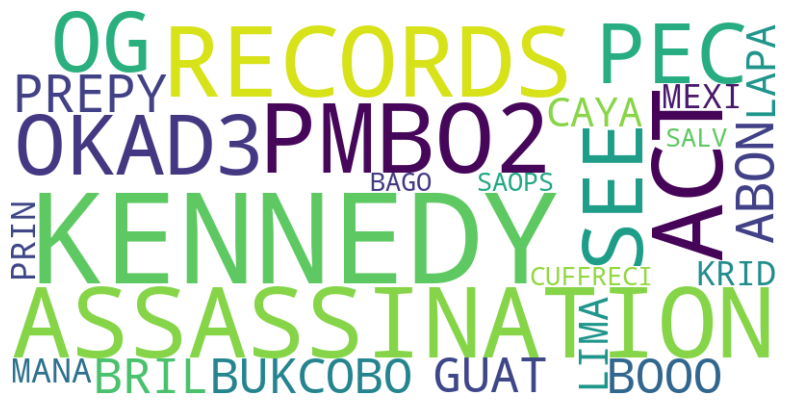 OG
RECORDS
PEC
LAPA
PREPY
MEXI
CAYA
PMBO2
OKAD3
SALV
ACT
ABON
SEE
BAGO
SAOPS
KENNEDY
PRIN
CUFFRECI
KRID
ASSASSINATION
LIMA
MANA
BRIL
BUKCOBO
GUAT
BOOO